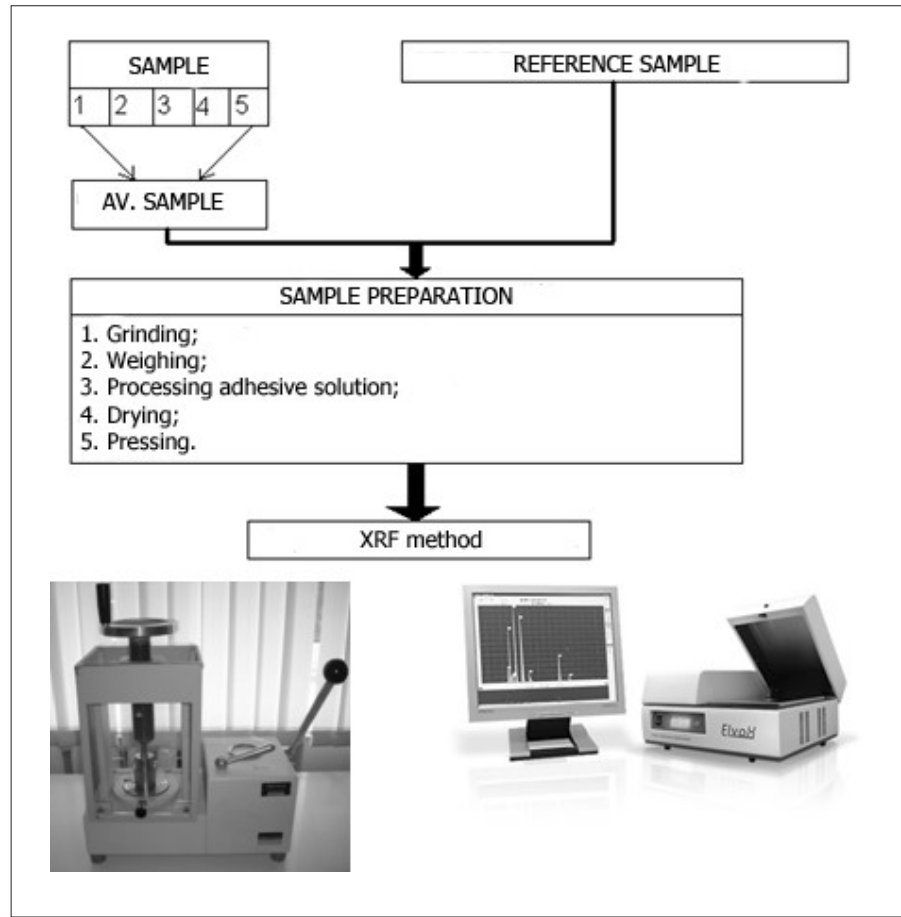 SAMPLE
1 2 3 4 5
REFERENCE SAMPLE
AV. SAMPLE
SAMPLE PREPARATION
1. Grinding;
2. Weighing;
3. Processing adhesive solution;
4. Drying;
5. Pressing.
XRF method
ElvaX